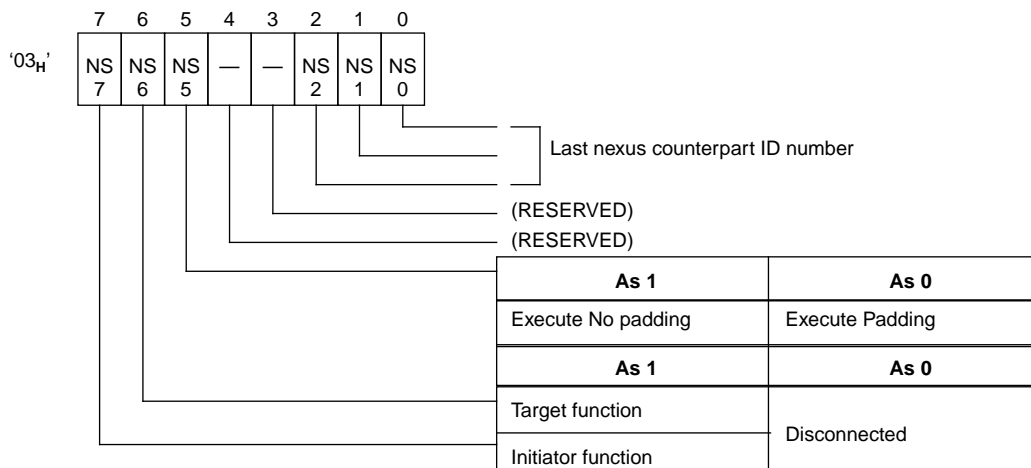 7 6 5 4 3 2 1 0
‘03H’
NS 7 NS 6 NS 5 — — NS 2 NS 1 NS 0
Last nexus counterpart ID number
(RESERVED)
(RESERVED)
As 1 As 0
Execute No padding Execute Padding
As 1 As 0
Target function
Disconnected
Initiator function